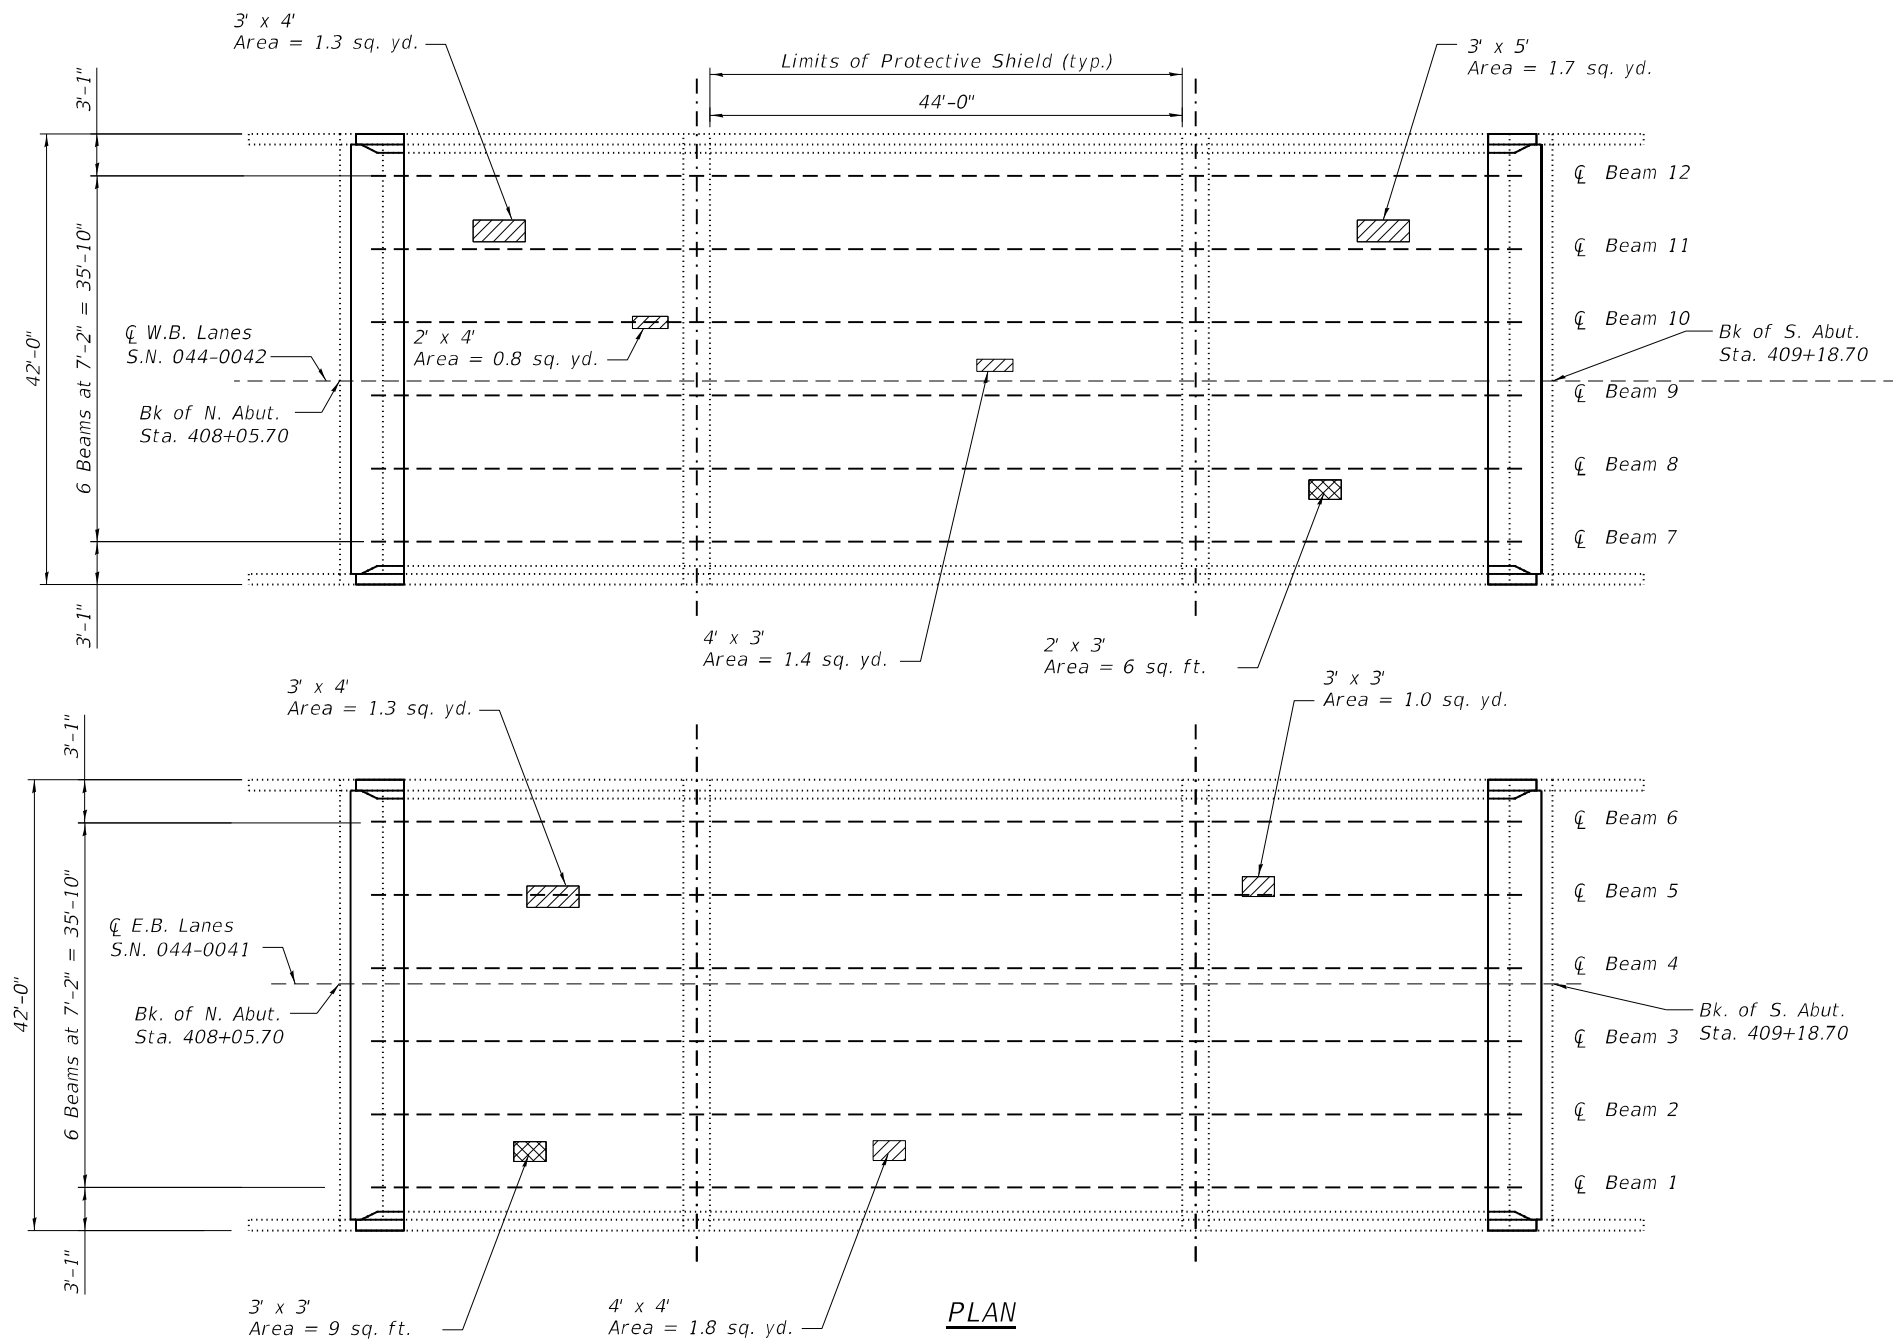 3' x 4'
Area = 1.3 sq. yd.
Limits of Protective Shield (typ.)
44'-0"
3' x 5'
Area = 1.7 sq. yd.
3'-1"
42'-0"
6 Beams at 7'-2" = 35'-10"
3'-1"
℄ W.B. Lanes
S.N. 044-0042
Bk of N. Abut.
Sta. 408+05.70
2' x 4'
Area = 0.8 sq. yd.
℄ Beam 12
℄ Beam 11
℄ Beam 10
℄ Beam 9
℄ Beam 8
℄ Beam 7
Bk of S. Abut.
Sta. 409+18.70
4' x 3'
Area = 1.4 sq. yd.
2' x 3'
Area = 6 sq. ft.
3' x 4'
Area = 1.3 sq. yd.
3' x 3'
Area = 1.0 sq. yd.
3'-1"
42'-0"
6 Beams at 7'-2" = 35'-10"
3'-1"
℄ E.B. Lanes
S.N. 044-0041
Bk. of N. Abut.
Sta. 408+05.70
℄ Beam 6
℄ Beam 5
℄ Beam 4
℄ Beam 3
℄ Beam 2
℄ Beam 1
Bk. of S. Abut.
Sta. 409+18.70
3' x 3'
Area = 9 sq. ft.
4' x 4'
Area = 1.8 sq. yd.
PLAN